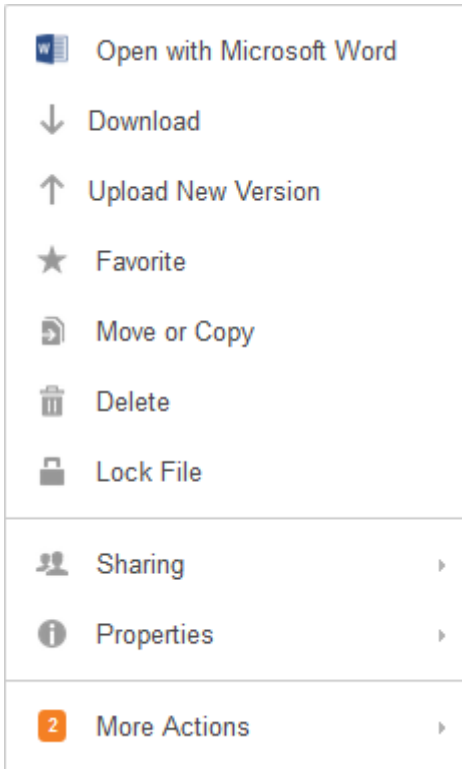 Open with Microsoft Word
Download
Upload New Version
Favorite
Move or Copy
Delete
Lock File
Sharing
Properties
2 More Actions